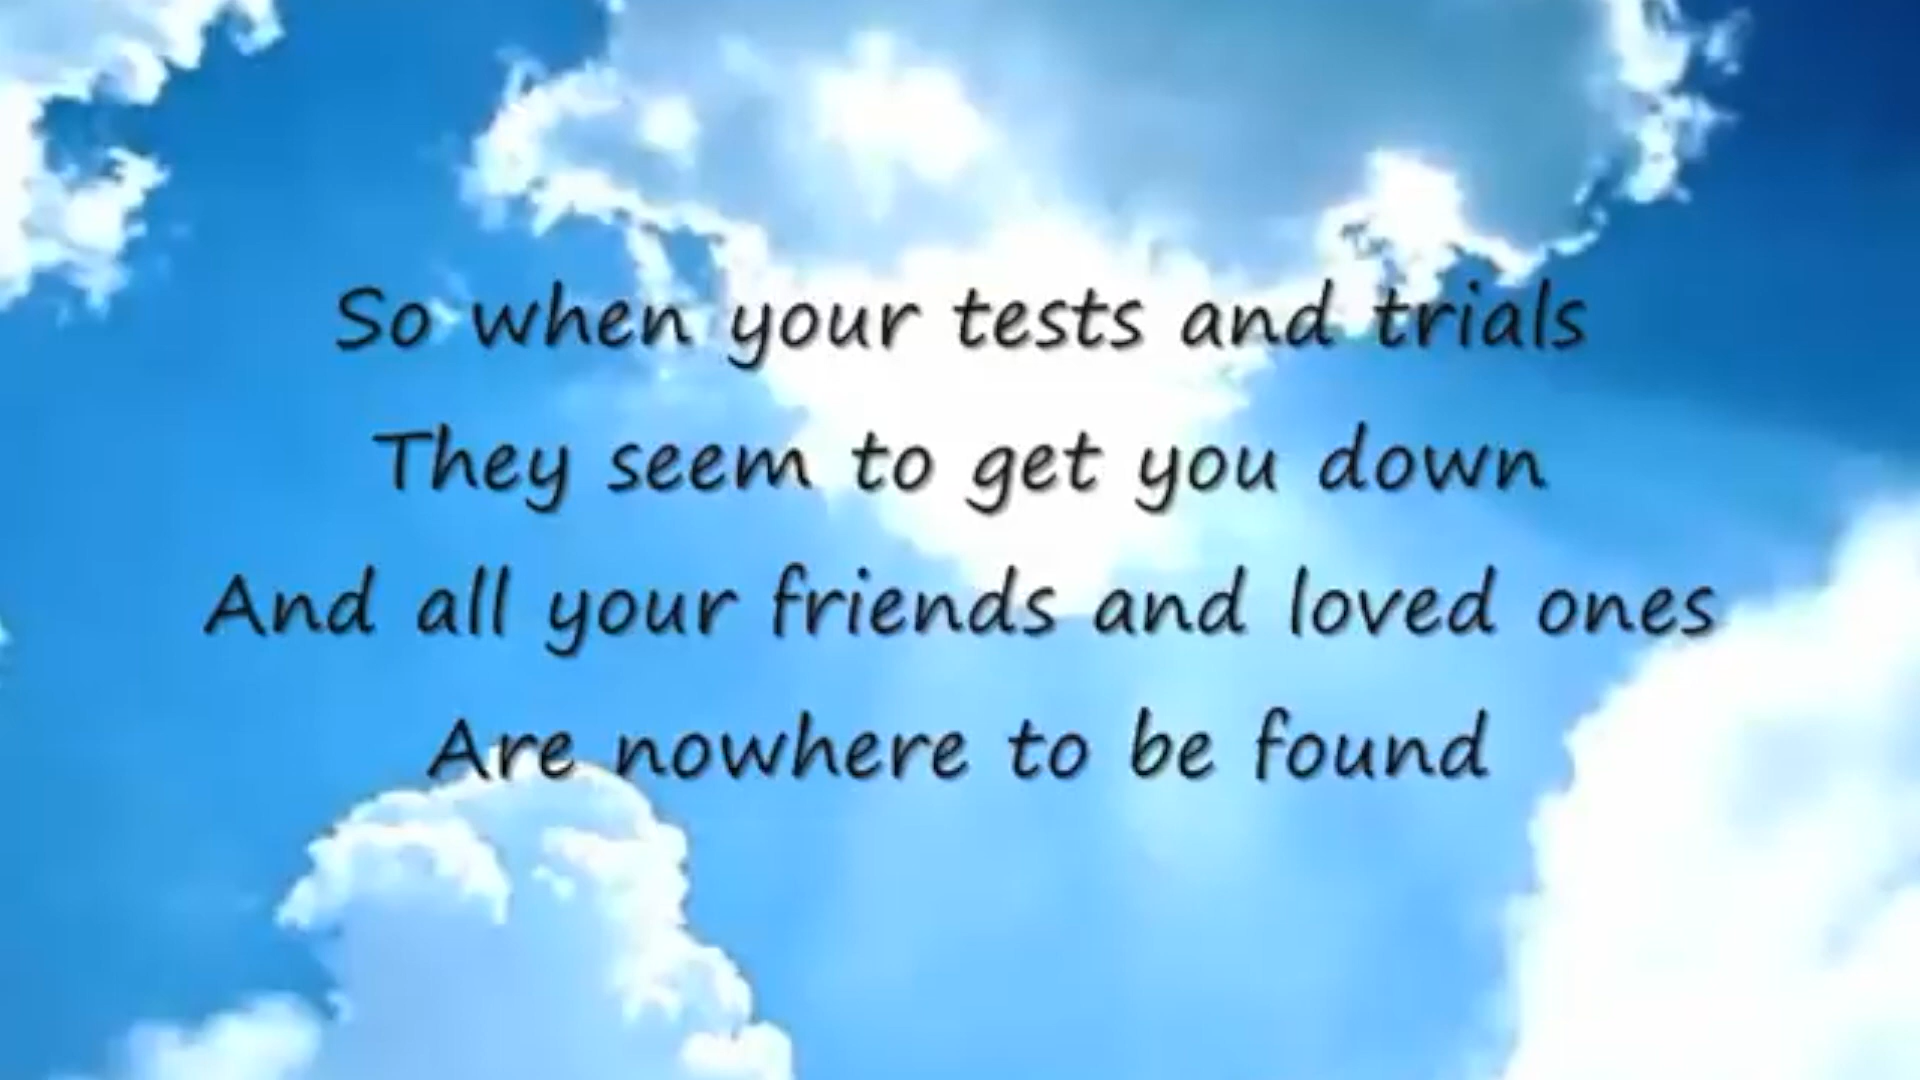 So when your tests and trials
They seem to get you down
And all your friends and loved ones
Are nowhere to be found